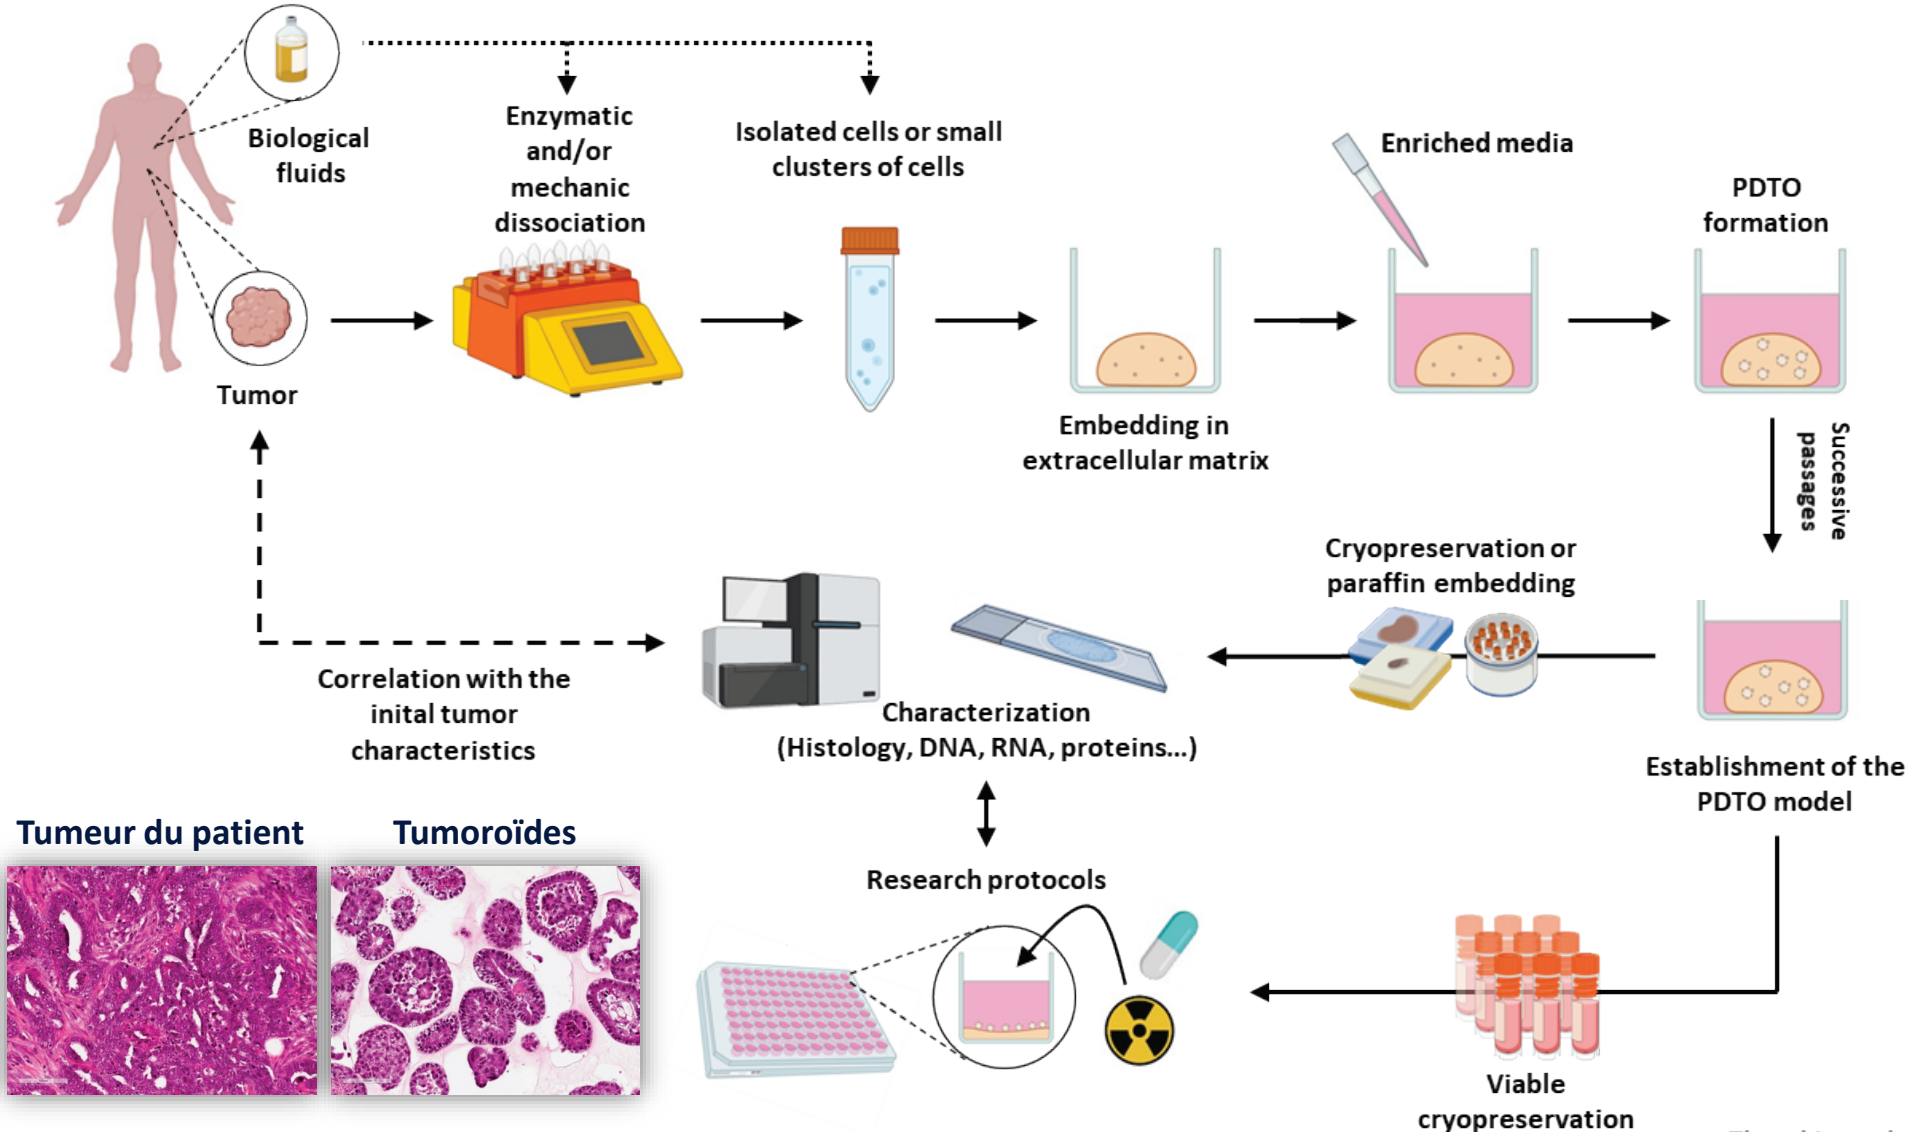 Biological
fluids
Enzymatic
and/or
mechanic
dissociation
Isolated cells or small
clusters of cells
Enriched media
PDTO
formation
Tumor
Embedding in
extracellular matrix
Successive
passages
Cryopreservation or
paraffin embedding
Correlation with the
inital tumor
characteristics
Characterization
(Histology, DNA, RNA, proteins...)
Establishment of the
PDTO model
Tumeur du patient
Tumoroïdes
Research protocols
Viable
cryopreservation